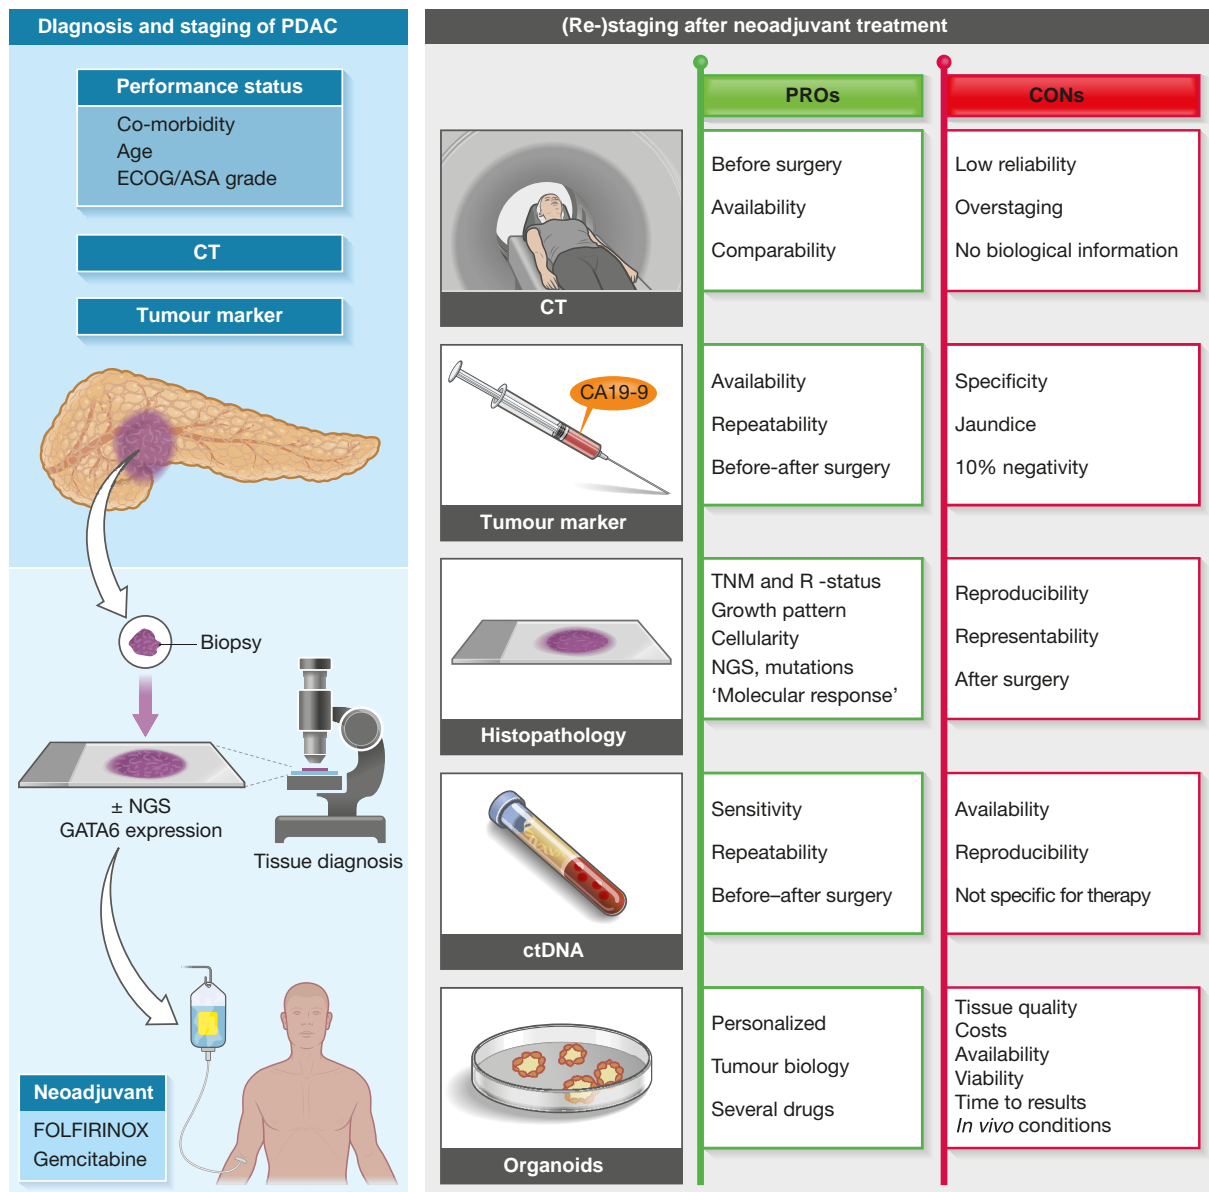 DIagnosis and staging of PDAC
Performance status
Co-morbidity
Age
ECOG/ASA grade
CT
Tumour marker
Biopsy
± NGS
GATA6 expression
Tissue diagnosis
Neoadjuvant
FOLFIRINOX
Gemcitabine
(Re-)staging after neoadjuvant treatment
PROs
CONs
CT
Before surgery
Availability
Comparability
Low reliability
Overstaging
No biological information
CA19-9
Tumour marker
Availability
Repeatability
Before-after surgery
Specificity
Jaundice
10% negativity
Histopathology
TNM and R -status
Growth pattern
Cellularity
NGS, mutations
‘Molecular response’
Reproducibility
Representability
After surgery
ctDNA
Sensitivity
Repeatability
Before–after surgery
Availability
Reproducibility
Not specific for therapy
Organoids
Personalized
Tumour biology
Several drugs
Tissue quality
Costs
Availability
Viability
Time to results
In vivo conditions